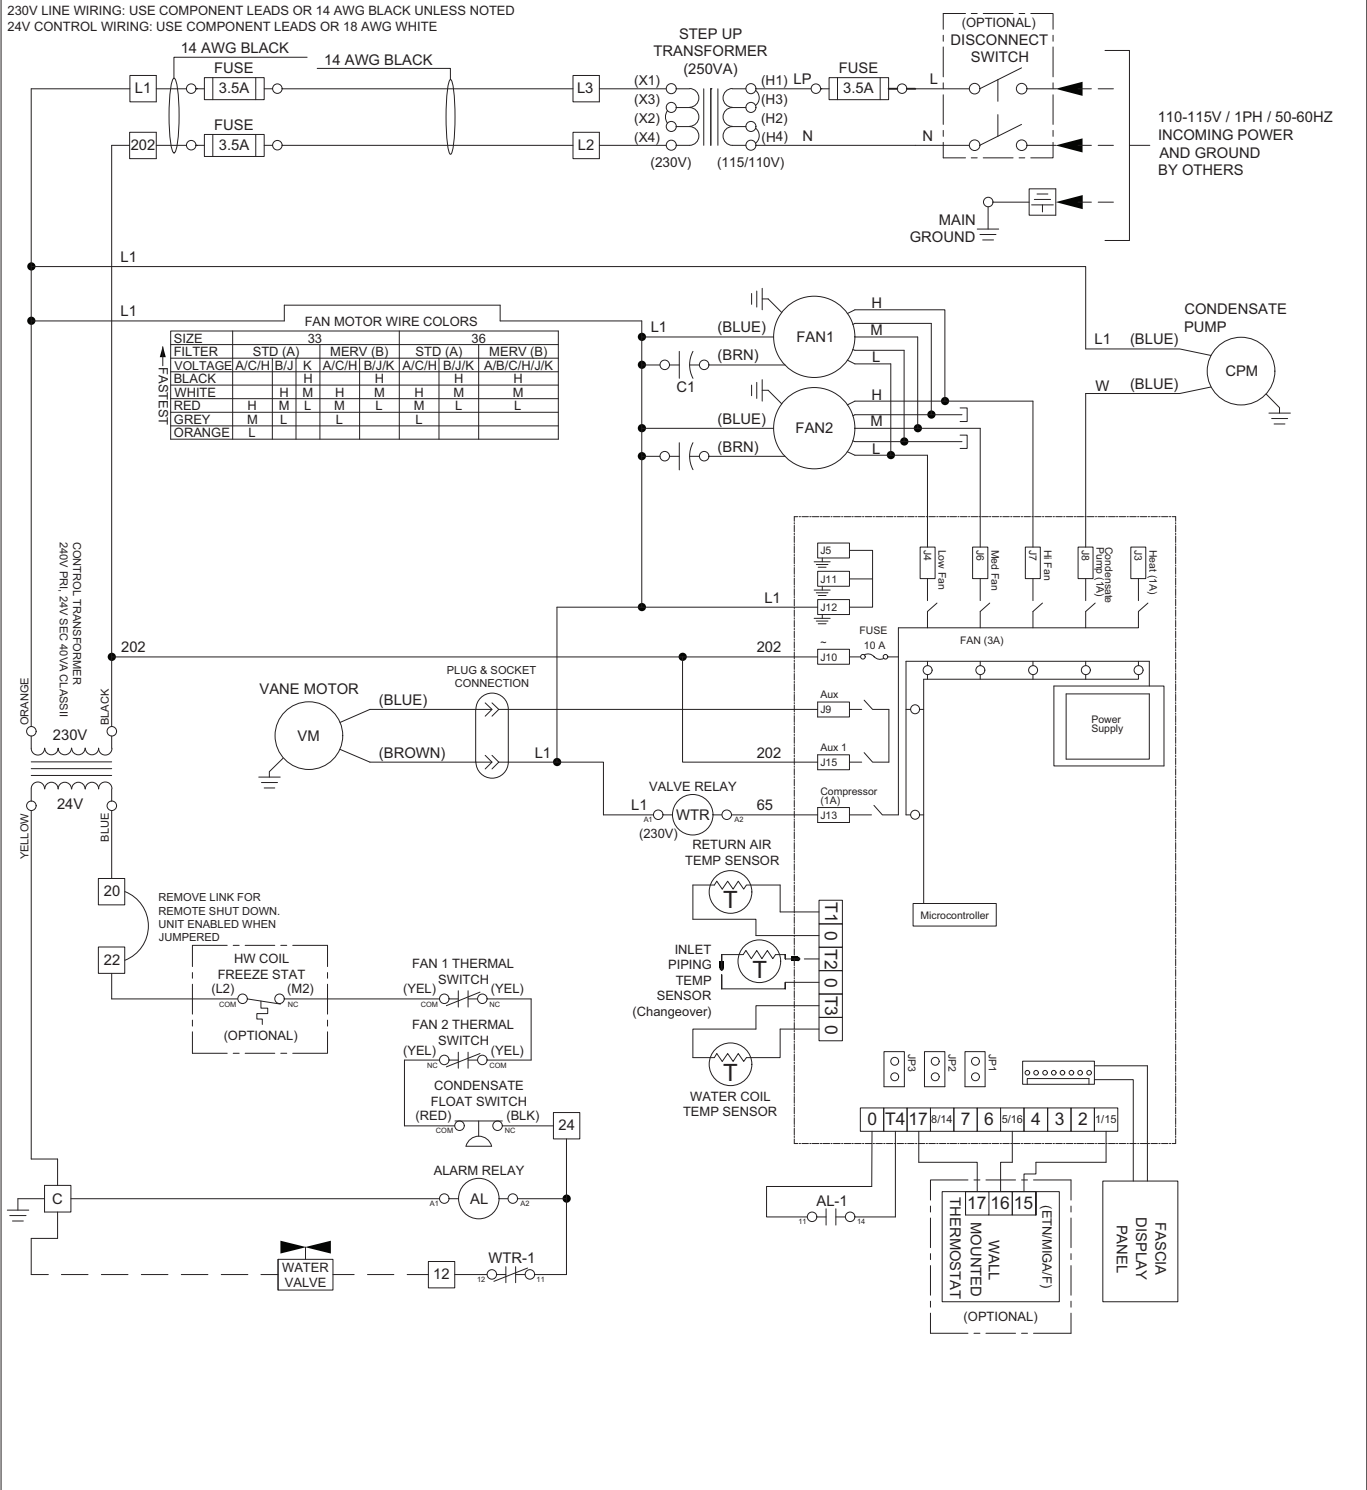 230V LINE WIRING: USE COMPONENT LEADS OR 14 AWG BLACK UNLESS NOTED
24V CONTROL WIRING: USE COMPONENT LEADS OR 18 AWG WHITE
14 AWG BLACK
14 AWG BLACK
L1
FUSE
3.5A
202
FUSE
3.5A
L3
L2
STEP UP
TRANSFORMER
(250VA)
(X1)
(X3)
(X2)
(X4)
(230V)
(H1)
(H3)
(H2)
(H4)
(115/110V)
LP
FUSE
3.5A
L
N
N
(OPTIONAL)
DISCONNECT
SWITCH
110-115V / 1PH / 50-60HZ
INCOMING POWER
AND GROUND
BY OTHERS
MAIN
GROUND
L1
L1
FAN MOTOR WIRE COLORS
SIZE 33 36
FILTER STD (A) MERV (B) STD (A) MERV (B)
VOLTAGE A/C/H B/J K A/C/H B/J/K A/C/H B/J/K A/B/C/H/J/K
BLACK H H H H
WHITE H M H M H M M
RED H M L M L M L L
GREY M L L L
ORANGE L
FASTEST
L1
(BLUE)
(BRN)
C1
FAN1
H
M
L
(BLUE)
(BRN)
FAN2
H
M
L
CONDENSATE
PUMP
L1 (BLUE)
W (BLUE)
CPM
CONTROL TRANSFORMER
240V PRI, 24V SEC 40VA CLASSII
ORANGE
BLACK
230V
24V
YELLOW
BLUE
202
J5
J11
L1
J12
202
~
J10
FUSE
10 A
J4
Low Fan
J6
Med Fan
J7
Hi Fan
J8
Condensate
Pump (1A)
J3
Heat (1A)
FAN (3A)
PLUG & SOCKET
CONNECTION
VANE MOTOR
VM
(BLUE)
(BROWN)
L1
Aux
J9
202
Aux 1
J15
Power
Supply
VALVE RELAY
L1
A1
WTR
A2
(230V)
65
Compressor
(1A)
J13
RETURN AIR
TEMP SENSOR
T
Microcontroller
INLET
PIPING
TEMP
SENSOR
(Changeover)
T
T1
0
T2
0
T3
0
T
WATER COIL
TEMP SENSOR
20
22
REMOVE LINK FOR
REMOTE SHUT DOWN.
UNIT ENABLED WHEN
JUMPERED
HW COIL
FREEZE STAT
(L2)
COM
(M2)
NC
(OPTIONAL)
FAN 1 THERMAL
SWITCH
(YEL)
COM
(YEL)
NC
FAN 2 THERMAL
SWITCH
(YEL)
NC
(YEL)
COM
CONDENSATE
FLOAT SWITCH
(RED)
COM
(BLK)
NC
24
JP3
JP2
JP1
0 T4 17 8/14 7 6 5/16 4 3 2 1/15
C
ALARM RELAY
A1
AL
A2
WATER
VALVE
12
WTR-1
12
11
AL-1
11
14
17 16 15
WALL
MOUNTED
THERMOSTAT
(ETN/MIGA/F)
(OPTIONAL)
FASCIA
DISPLAY
PANEL